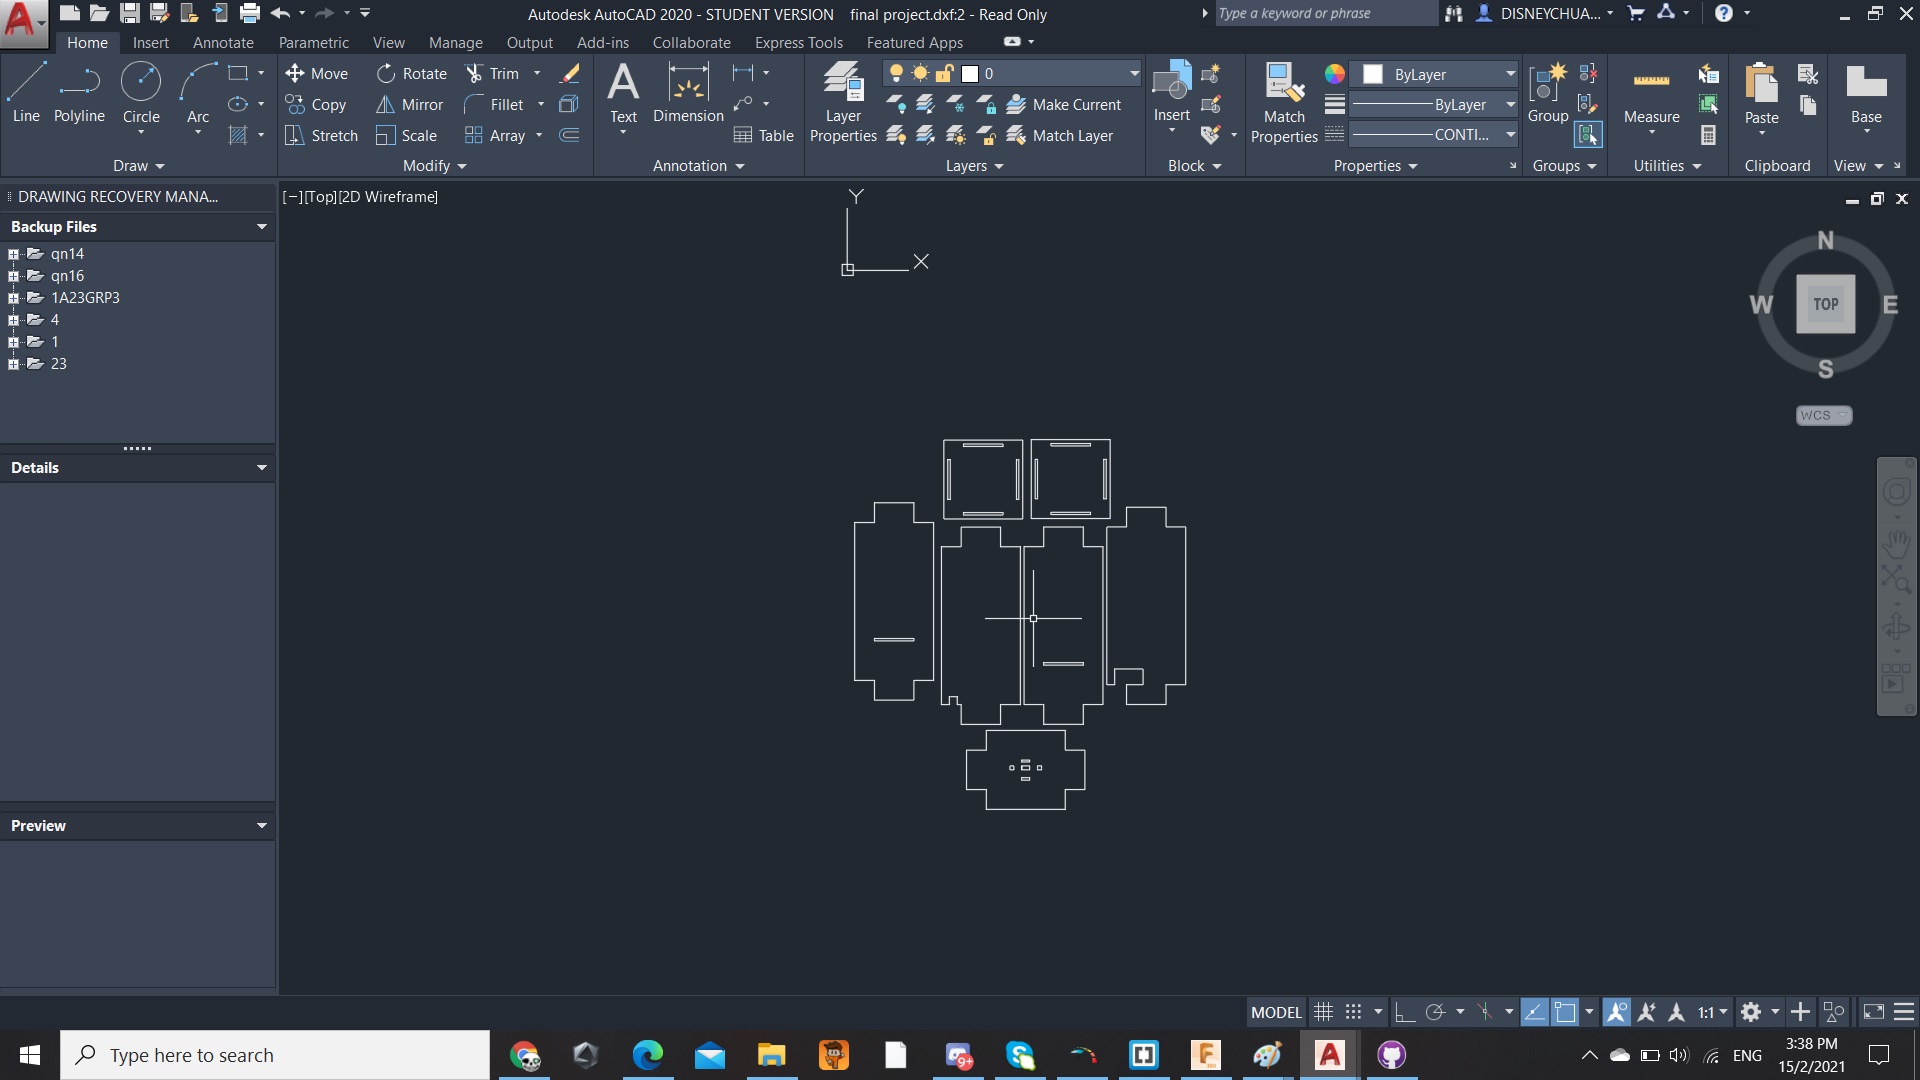 Autodesk AutoCAD 2020 - STUDENT VERSION final project.dxf:2 - Read Only
Type a keyword or phrase
DISNEYCHUA...
Home Insert Annotate Parametric View Manage Output Add-ins Collaborate Express Tools Featured Apps
Line Polyline Circle Arc
Draw
Move Rotate Trim
Copy Mirror Fillet
Stretch Scale Array
Modify
Text Dimension Table
Annotation
Layer Properties
0
Make Current
Match Layer
Layers
Insert
Block
Match Properties
ByLayer
ByLayer
CONTI...
Properties
Group
Groups
Measure
Utilities
Paste
Clipboard
Base
View
DRAWING RECOVERY MANA...
Backup Files
qn14
qn16
1A23GRP3
4
1
23
Details
Preview
[−][Top][2D Wireframe]
Y
X
N
W TOP E
S
WCS
MODEL 1:1
Type here to search
9+
ENG
3:38 PM
15/2/2021